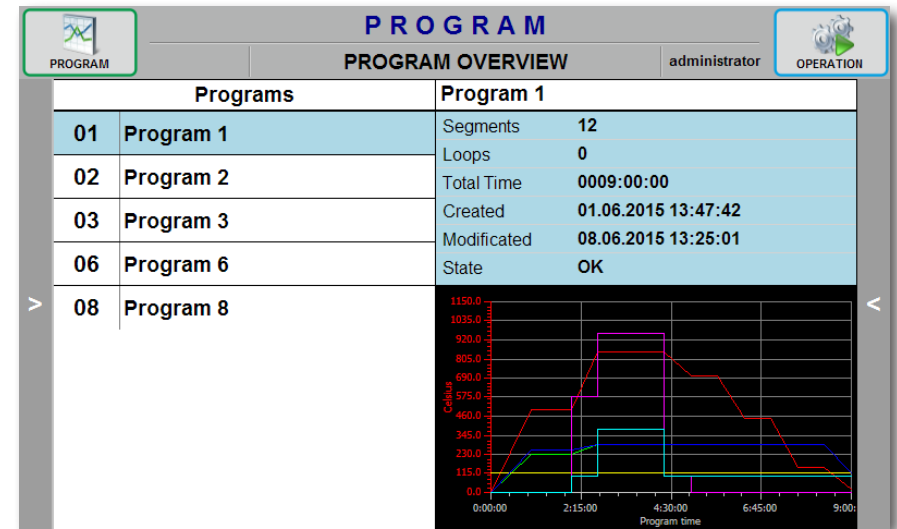 PROGRAM
PROGRAM
PROGRAM OVERVIEW
administrator
OPERATION
Programs
Program 1
01 Program 1
02 Program 2
03 Program 3
06 Program 6
08 Program 8
>
Segments 12
Loops 0
Total Time 0009:00:00
Created 01.06.2015 13:47:42
Modificated 08.06.2015 13:25:01
State OK
<
1150.0
1035.0
920.0
805.0
690.0
575.0
460.0
345.0
230.0
115.0
0.0
Celsius
0:00:00 2:15:00 4:30:00 6:45:00 9:00:
Program time